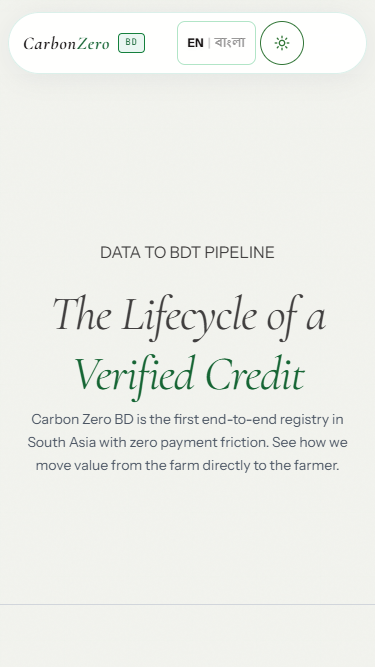 CarbonZero BD EN | বাংলা
DATA TO BDT PIPELINE
The Lifecycle of a
Verified Credit
Carbon Zero BD is the first end-to-end registry in
South Asia with zero payment friction. See how we
move value from the farm directly to the farmer.